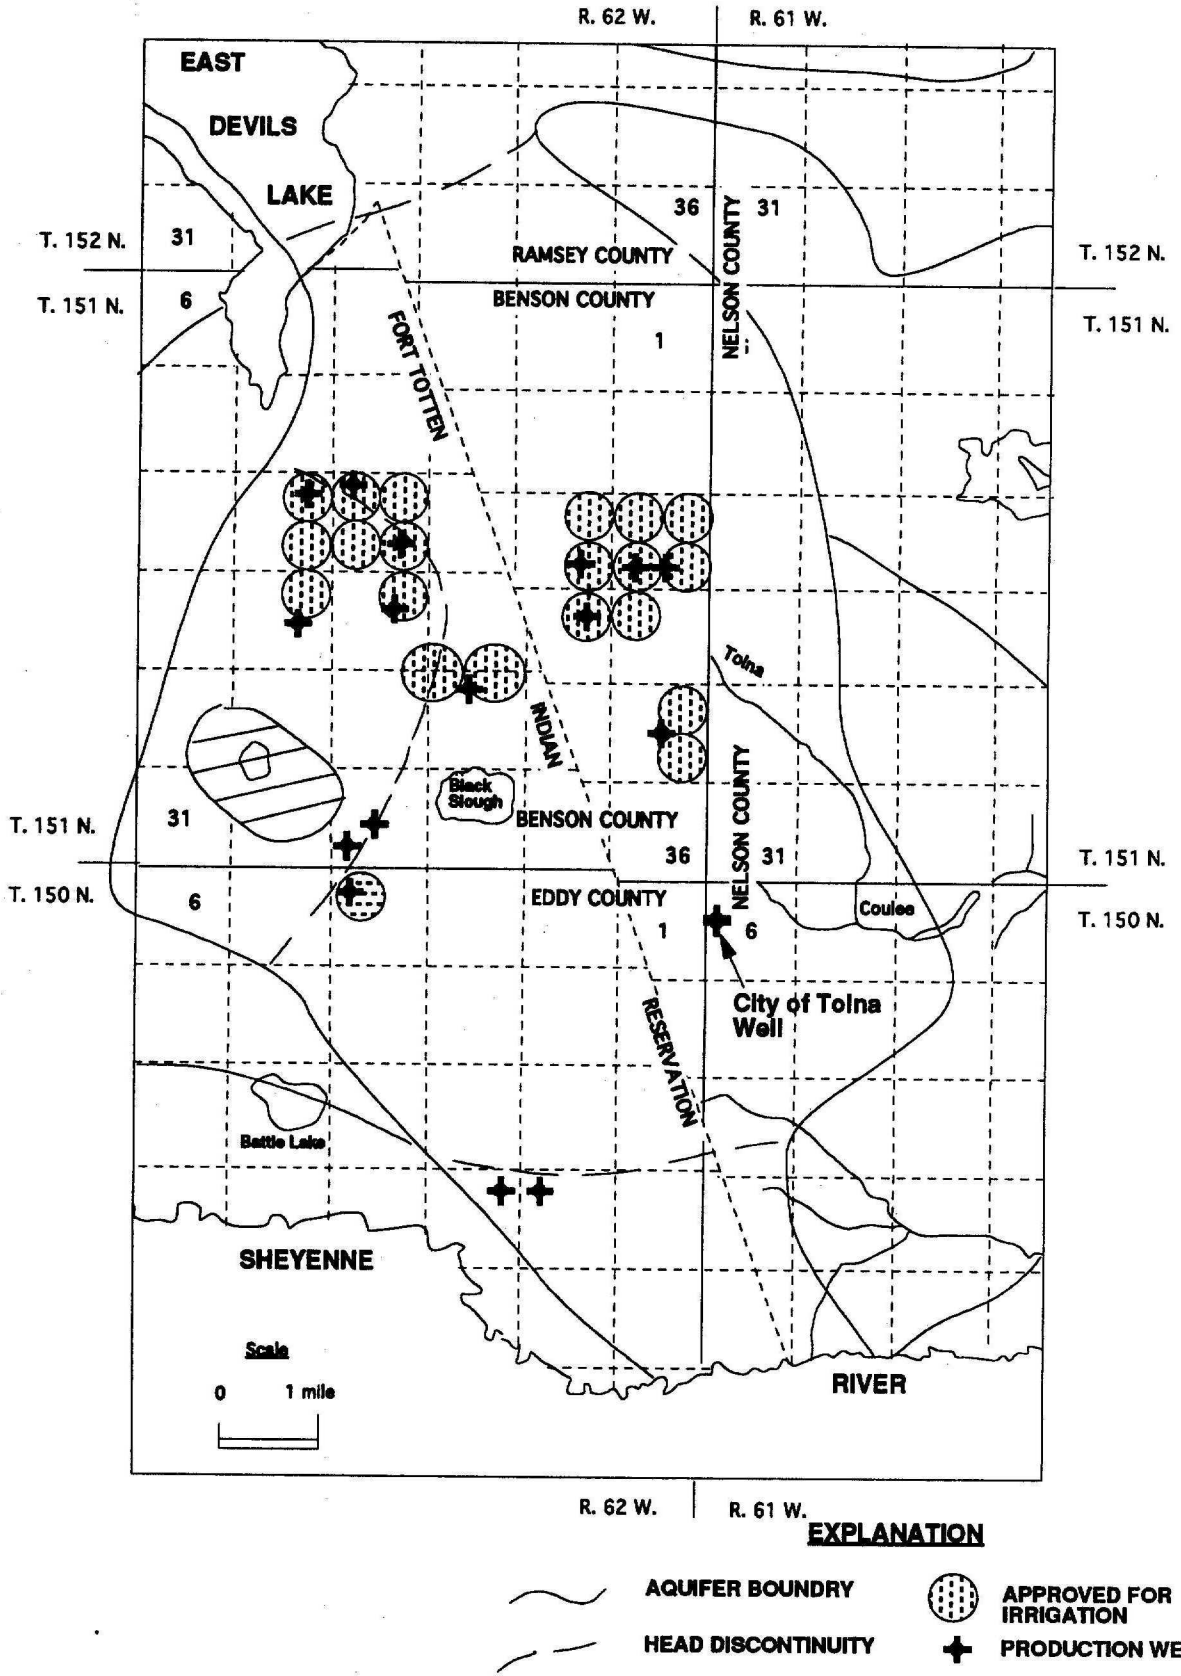 R. 62 W.
R. 61 W.
EAST
DEVILS
LAKE
36
31
NELSON COUNTY
31
T. 152 N.
RAMSEY COUNTY
T. 152 N.
T. 151 N.
6
BENSON COUNTY
T. 151 N.
1
FORT TOTTEN
Tolna
INDIAN
NELSON COUNTY
Black
Slough
31
BENSON COUNTY
T. 151 N.
36
31
T. 151 N.
T. 150 N.
6
EDDY COUNTY
Coulee
T. 150 N.
1
6
City of Tolna
Well
RESERVATION
Battle Lake
SHEYENNE
Scale
0
1 mile
RIVER
R. 62 W.
R. 61 W.
EXPLANATION
AQUIFER BOUNDRY
APPROVED FOR
IRRIGATION
HEAD DISCONTINUITY
PRODUCTION WE